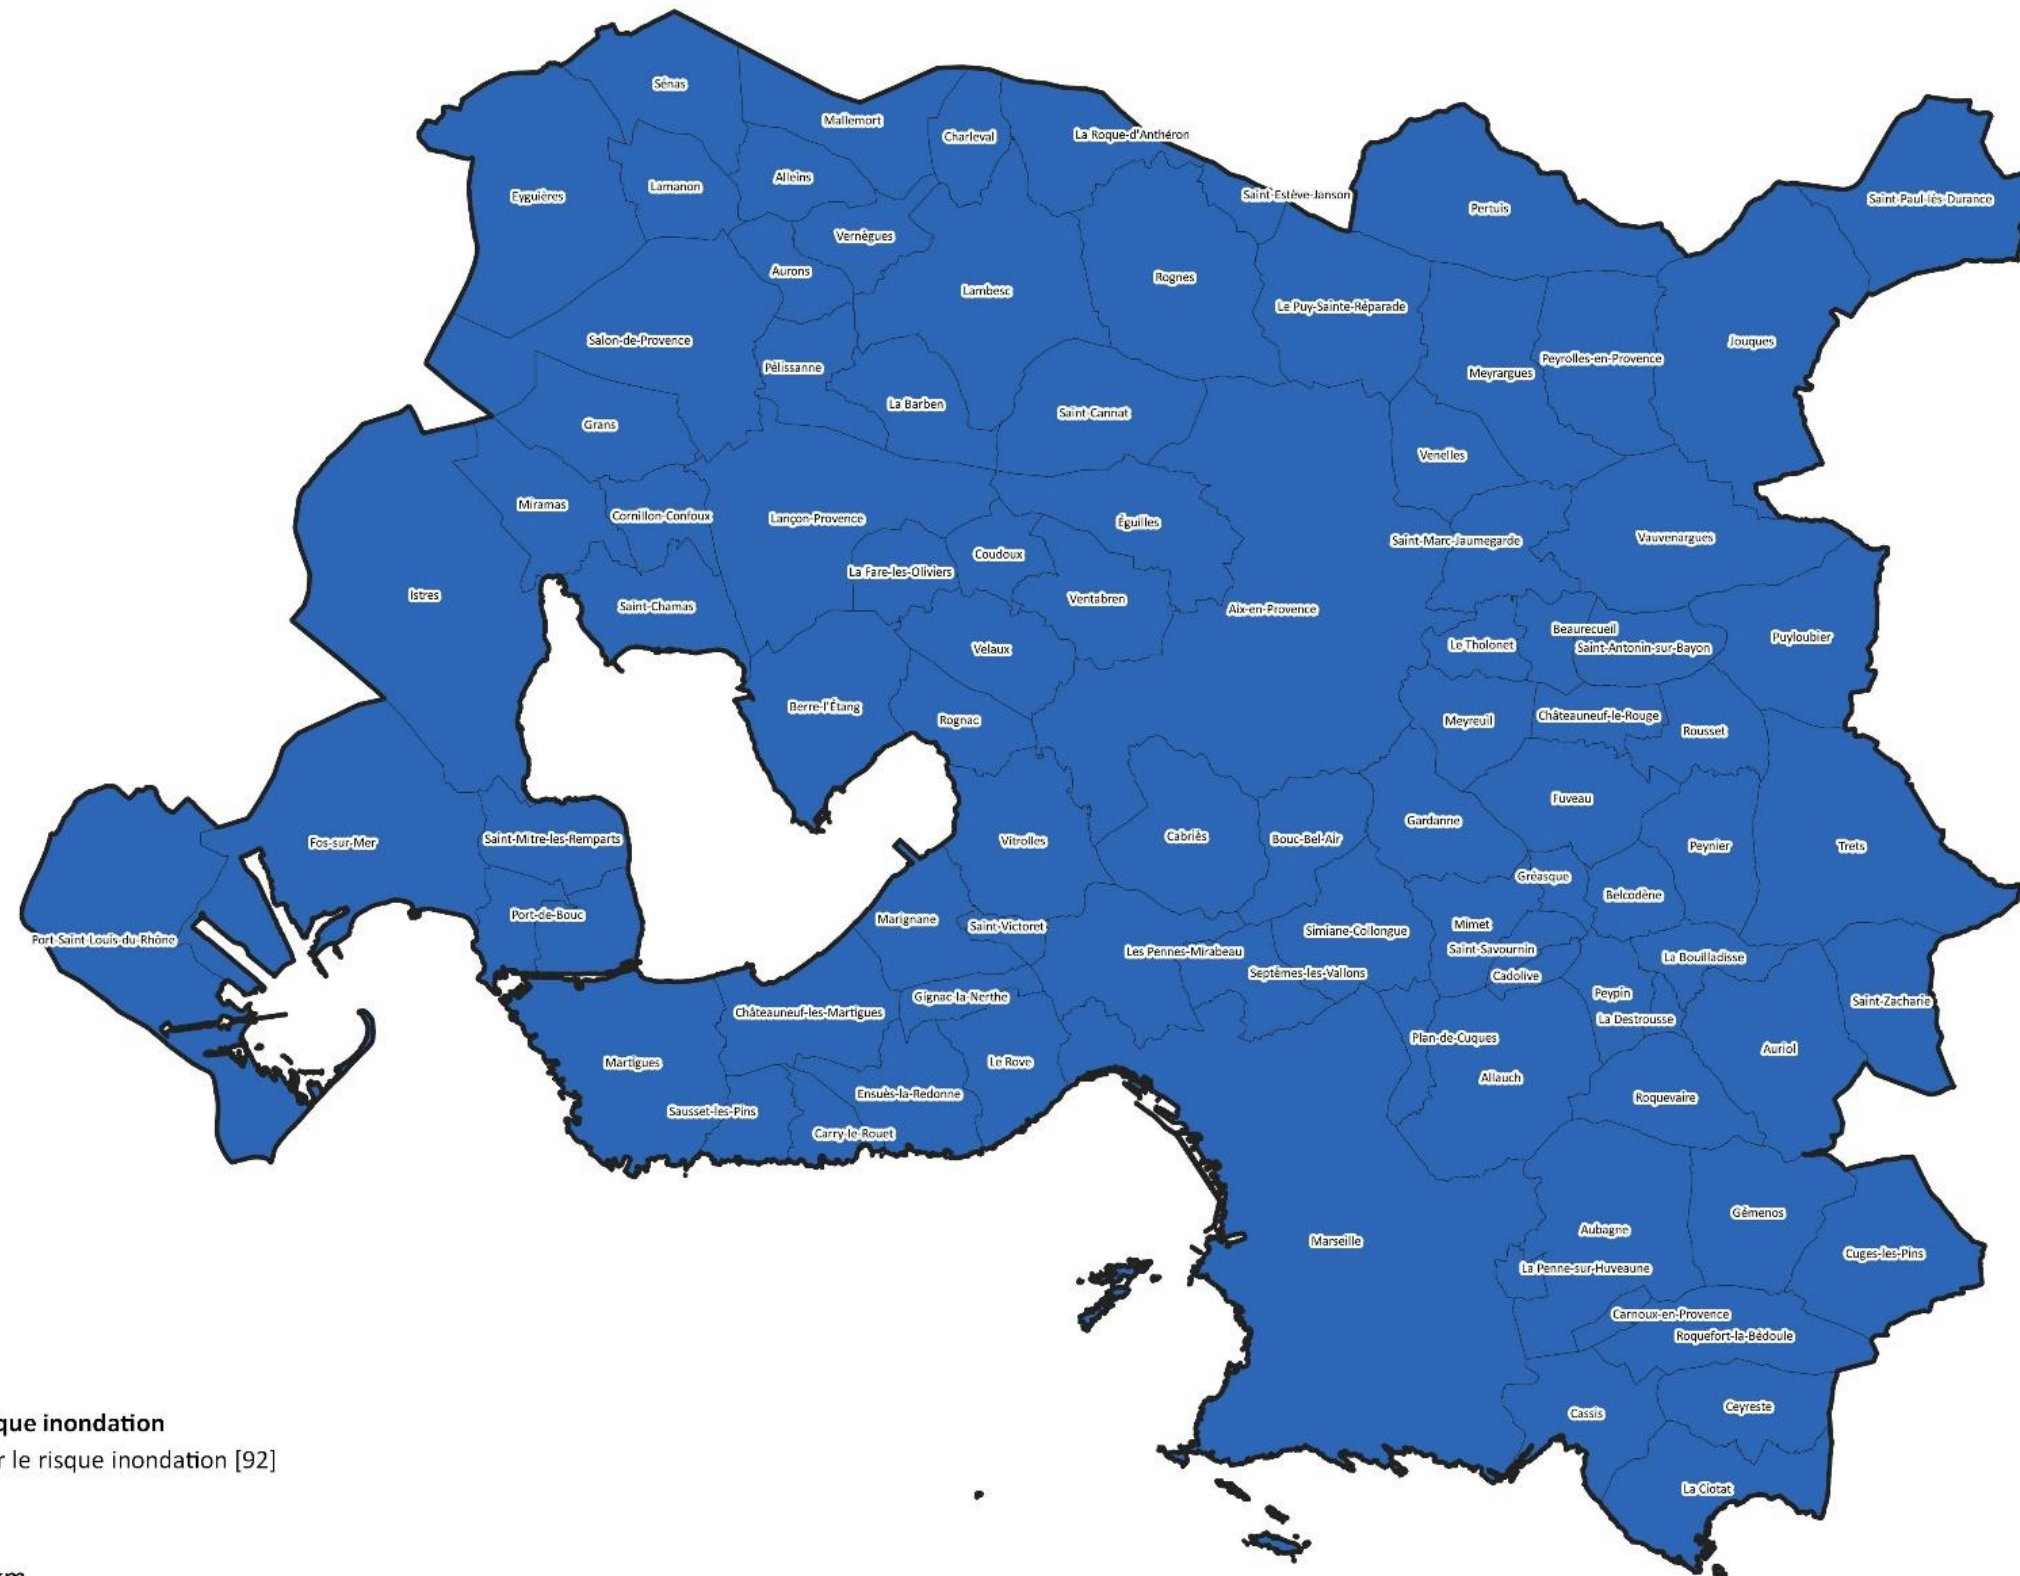 Sénas
Mallemort
La Roque-d'Anthéron
Charleval
Alleins
Lamanon
Eyguières
Saint-Estève-Janson
Saint-Paul-lès-Durance
Pertuis
Vernègues
Aurons
Rognes
Lambesc
Le Puy-Sainte-Réparade
Salon-de-Provence
Jouques
Peyrolles-en-Provence
Pélissanne
Meyrargues
La Barben
Saint-Cannat
Grans
Venelles
Miramas
Cornillon-Confoux
Lançon-Provence
Éguilles
Vauvenargues
Saint-Marc-Jaumegarde
Coudoux
La Fare-les-Oliviers
Istres
Ventabren
Saint-Chamas
Aix-en-Provence
Beaurecueil
Puyloubier
Le Tholonet
Saint-Antonin-sur-Bayon
Velaux
Berre-l'Étang
Châteauneuf-le-Rouge
Rognac
Meyreuil
Rousset
Fuveau
Gardanne
Cabriès
Saint-Mitre-les-Remparts
Bouc-Bel-Air
Vitrolles
Fos-sur-Mer
Peynier
Trets
Gréasque
Belcodène
Port-de-Bouc
Marignane
Mimet
Saint-Victoret
Simiane-Collongue
Port-Saint-Louis-du-Rhône
Saint-Savournin
Les Pennes-Mirabeau
La Bouilladisse
Septèmes-les-Vallons
Cadolive
Peypin
Gignac-la-Nerthe
Saint-Zacharie
Châteauneuf-les-Martigues
La Destrousse
Plan-de-Cuques
Auriol
Martigues
Le Rove
Allauch
Ensuès-la-Redonne
Roquevaire
Sausset-les-Pins
Carry-le-Rouet
Gémenos
Aubagne
Marseille
Cuges-les-Pins
La Penne-sur-Huveaune
Carnoux-en-Provence
Roquefort-la-Bédoule
Ceyreste
Cassis
que inondation
r le risque inondation [92]
La Ciotat